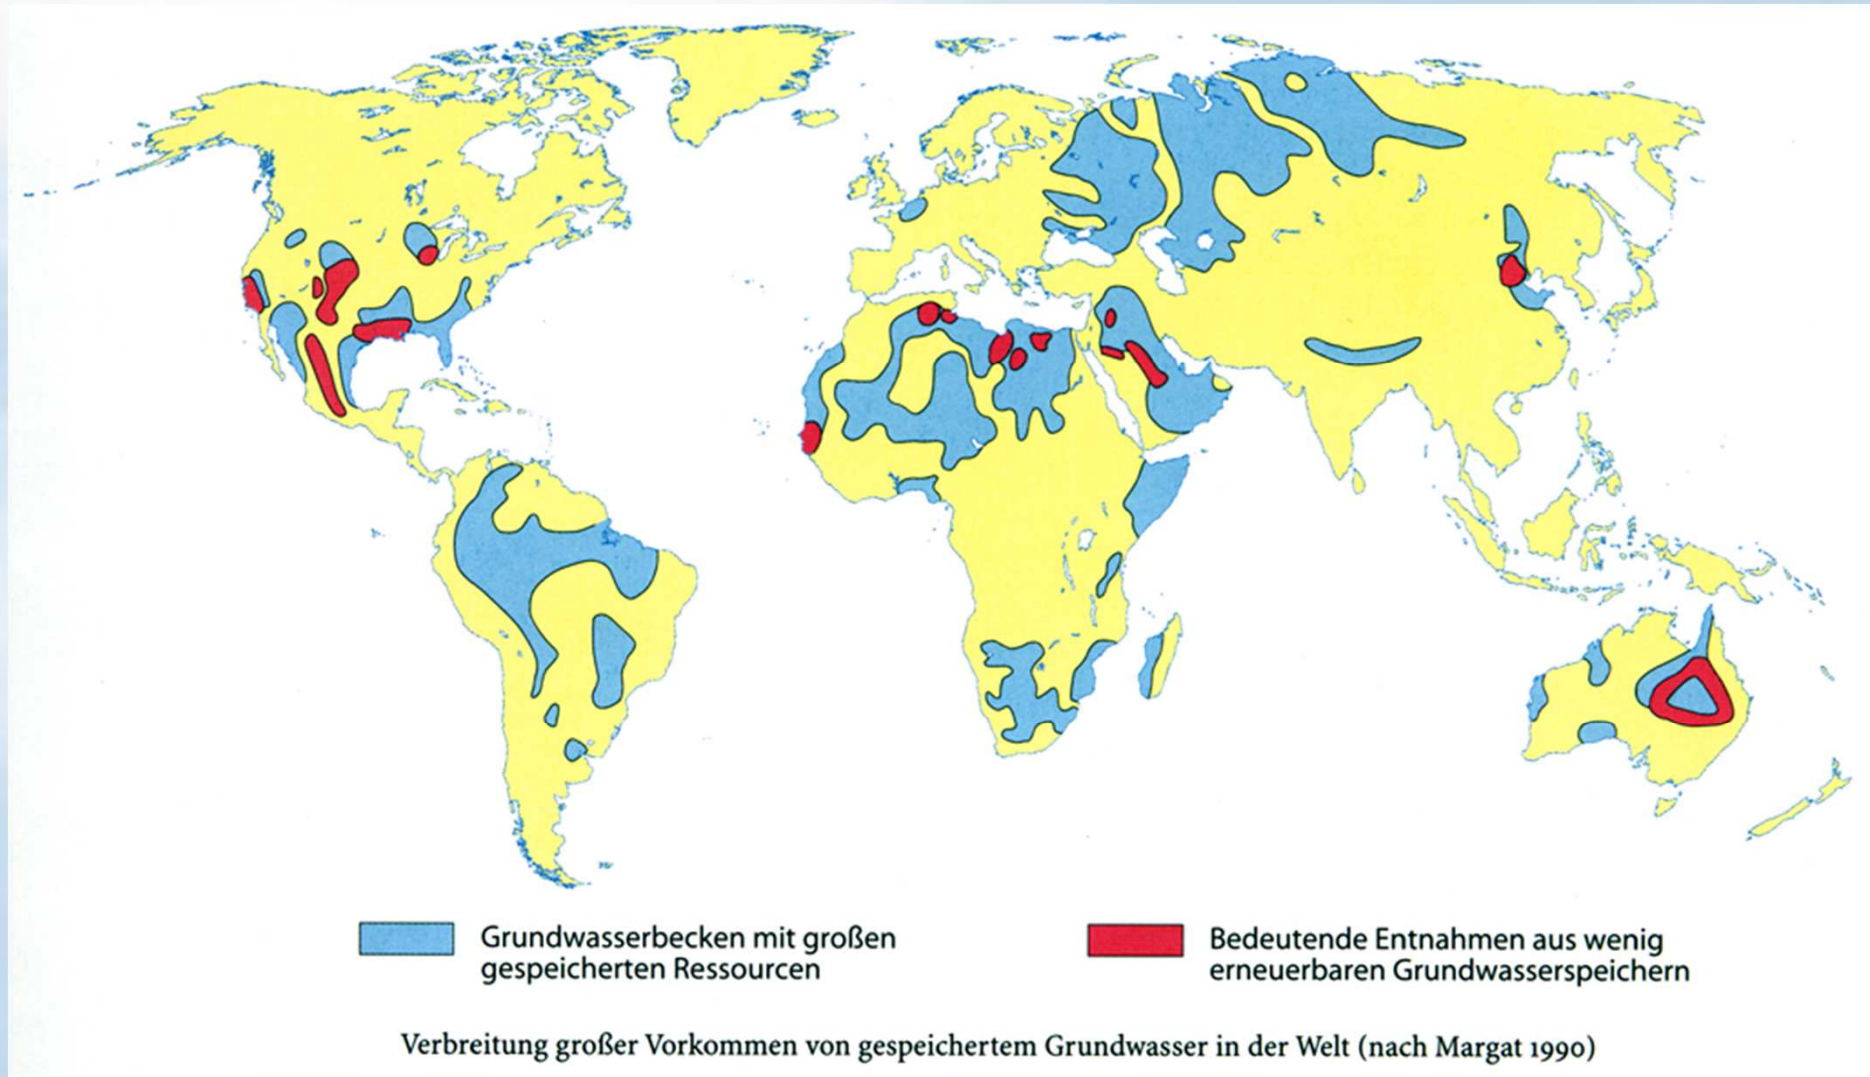 Grundwasserbecken mit großen
gespeicherten Ressourcen
Bedeutende Entnahmen aus wenig
erneuerbaren Grundwasserspeichern
Verbreitung großer Vorkommen von gespeichertem Grundwasser in der Welt (nach Margat 1990)